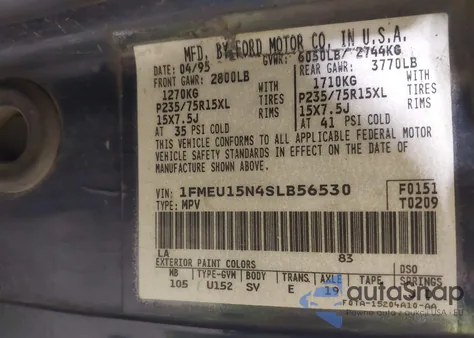 MFD. BY FORD MOTOR CO. IN U.S.A.
DATE: 04/95 GVWR: 6050LB/ 2744KG
FRONT GAWR: 2800LB REAR GAWR: 3770LB
1270KG WITH 1710KG WITH
P235/75R15XL TIRES P235/75R15XL TIRES
15X7.5J RIMS 15X7.5J RIMS
AT 35 PSI COLD AT 41 PSI COLD
THIS VEHICLE CONFORMS TO ALL APPLICABLE FEDERAL MOTOR
VEHICLE SAFETY STANDARDS IN EFFECT ON THE DATE OF
MANUFACTURE SHOWN ABOVE.
VIN: 1FMEU15N4SLB56530 F0151
TYPE: MPV T0209
LA 83
EXTERIOR PAINT COLORS DSO
WB TYPE-GVM BODY TRANS AXLE TAPE SPRINGS
105 U152 SV E 19
F0TA-15204A10-AA
autosnap